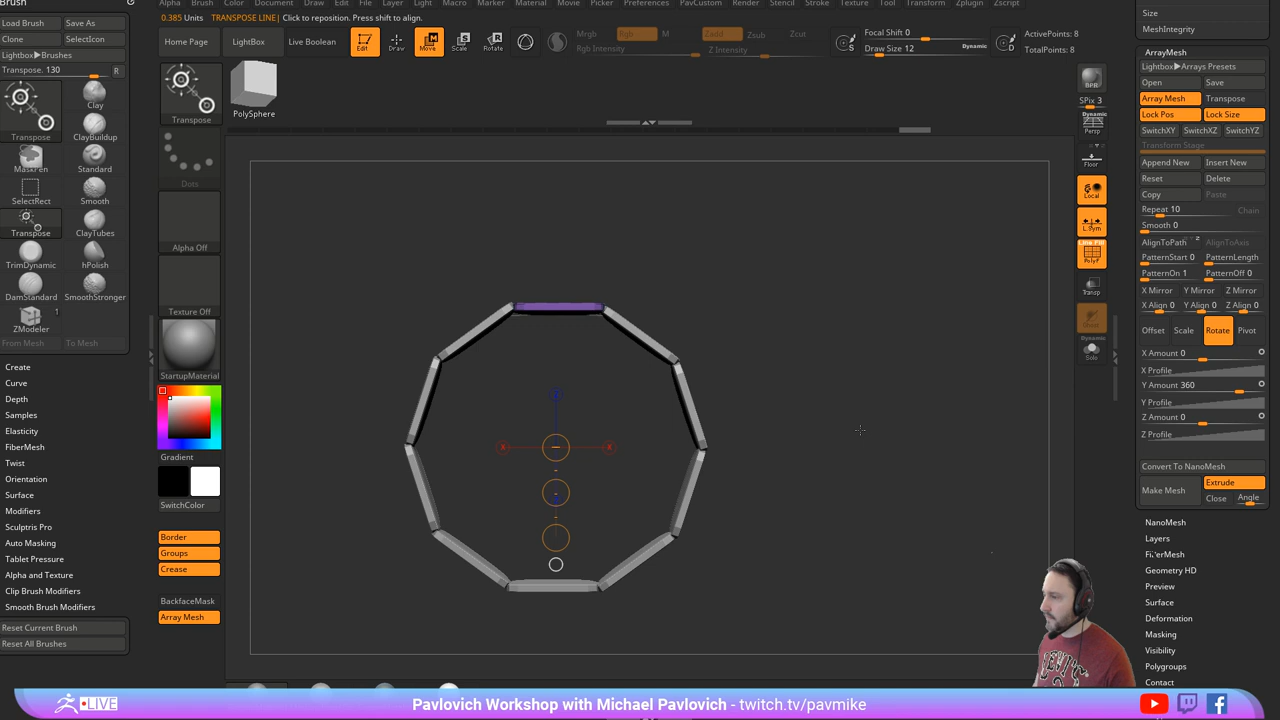 Brush
Alpha Brush Color Document Draw Edit File Layer Light Macro Marker Material Movie Picker Preferences PavCustom Render Stencil Stroke Texture Tool Transform Zplugin Zscript
0.385 Units TRANSPOSE LINE | Click to reposition. Press shift to align.
Load Brush Save As
Clone SelectIcon
Lightbox▶Brushes
Transpose. 130 R
Transpose
Clay
ClayBuildup
MaskPen
Standard
SelectRect
Smooth
Transpose
ClayTubes
TrimDynamic
hPolish
DamStandard
SmoothStronger
ZModeler
1
From Mesh To Mesh
Create
Curve
Depth
Samples
Elasticity
FiberMesh
Twist
Orientation
Surface
Modifiers
Sculptris Pro
Auto Masking
Tablet Pressure
Alpha and Texture
Clip Brush Modifiers
Smooth Brush Modifiers
Reset Current Brush
Reset All Brushes
Home Page LightBox Live Boolean
Edit Draw Move Scale Rotate
Mrgb Rgb M
Rgb Intensity
Zadd Zsub Zcut
Z Intensity
Focal Shift 0
Draw Size 12 Dynamic
ActivePoints: 8
TotalPoints: 8
S
D
Transpose
PolySphere
Dots
Alpha Off
Texture Off
StartupMaterial
Gradient
SwitchColor
Border
Groups
Crease
BackfaceMask
Array Mesh
X X
BPR
SPix 3
Dynamic
Persp
Floor
Local
L.Sym
Line Fill
PolyF
Transp
Ghost
Dynamic
Solo
Size
MeshIntegrity
ArrayMesh
Lightbox▶Arrays Presets
Open Save
Array Mesh Transpose
Lock Pos Lock Size
SwitchXY SwitchXZ SwitchYZ
Transform Stage
Append New Insert New
Reset Delete
Copy Paste
Repeat 10 Chain
Smooth 0
AlignToPath AlignToAxis
PatternStart 0 PatternLength
PatternOn 1 PatternOff 0
X Mirror Y Mirror Z Mirror
X Align 0 Y Align 0 Z Align 0
Offset Scale Rotate Pivot
X Amount 0
X Profile
Y Amount 360
Y Profile
Z Amount 0
Z Profile
Convert To NanoMesh
Make Mesh Extrude
Close Angle
NanoMesh
Layers
FiberMesh
Geometry HD
Preview
Surface
Deformation
Masking
Visibility
Polygroups
Contact
LIVE
Pavlovich Workshop with Michael Pavlovich - twitch.tv/pavmike